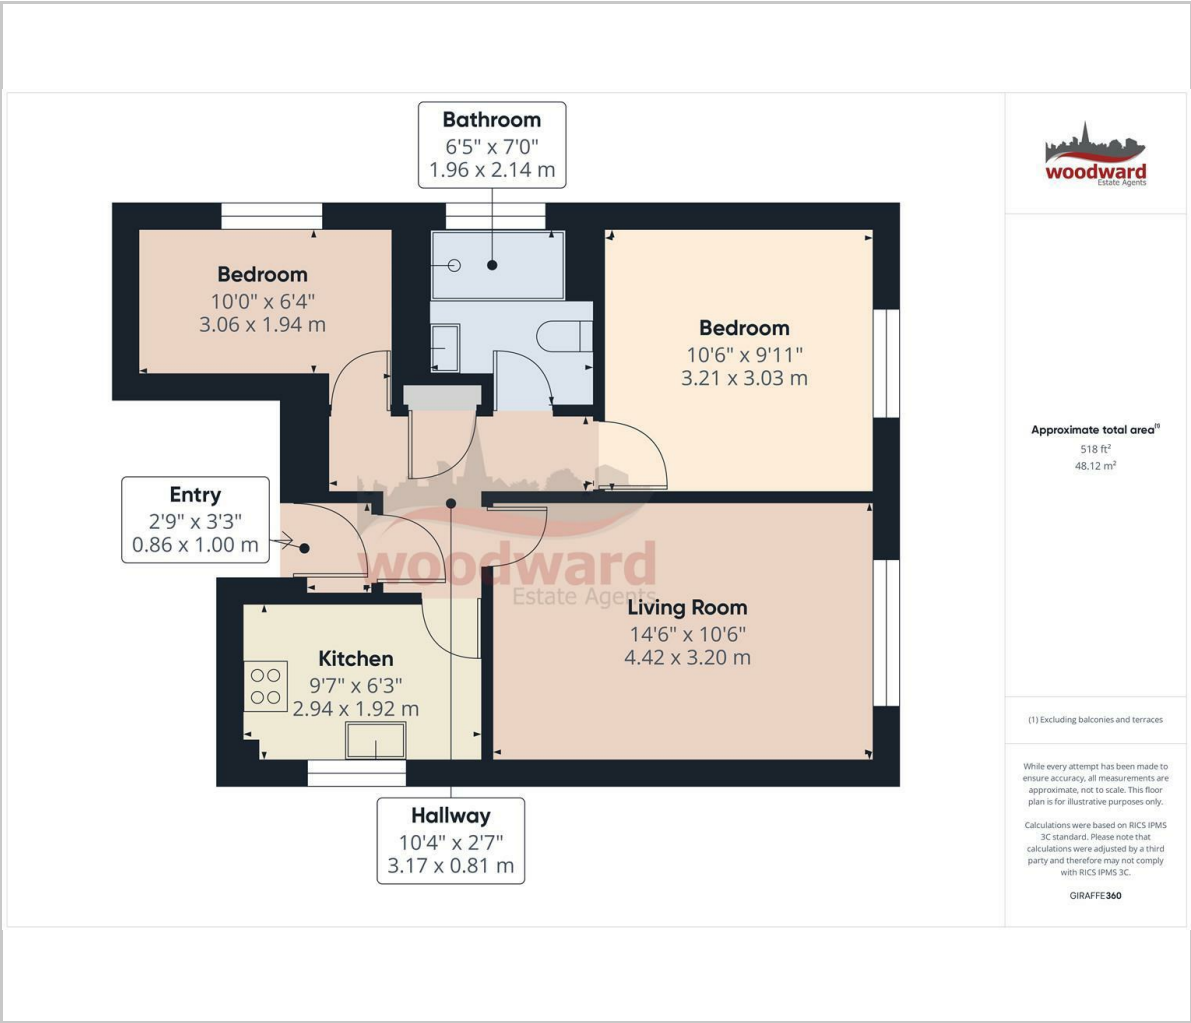 Bathroom
6'5" x 7'0"
1.96 x 2.14 m
Bedroom
10'0" x 6'4"
3.06 x 1.94 m
Bedroom
10'6" x 9'11"
3.21 x 3.03 m
Entry
2'9" x 3'3"
0.86 x 1.00 m
woodward
Estate Agents
Living Room
14'6" x 10'6"
4.42 x 3.20 m
Kitchen
9'7" x 6'3"
2.94 x 1.92 m
Hallway
10'4" x 2'7"
3.17 x 0.81 m
woodward
Estate Agents
Approximate total area⁽¹⁾
518 ft²
48.12 m²
(1) Excluding balconies and terraces
While every attempt has been made to
ensure accuracy, all measurements are
approximate, not to scale. This floor
plan is for illustrative purposes only.
Calculations were based on RICS IPMS
3C standard. Please note that
calculations were adjusted by a third
party and therefore may not comply
with RICS IPMS 3C.
GIRAFFE360